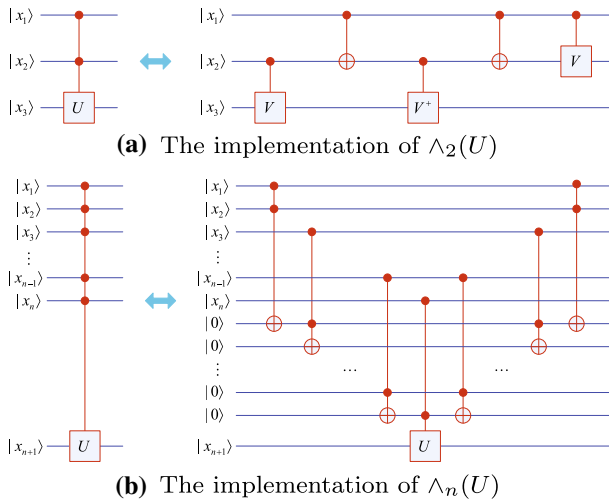 |x₁⟩ |x₁⟩
|x₂⟩ |x₂⟩ V
|x₃⟩ U |x₃⟩ V V⁺
(a) The implementation of ∧₂(U)
|x₁⟩ |x₁⟩
|x₂⟩ |x₂⟩
|x₃⟩ |x₃⟩
⋮ ⋮
|xₙ₋₁⟩ |xₙ₋₁⟩
|xₙ⟩ |xₙ⟩
|0⟩
|0⟩
⋮ ⋮ ... ...
|0⟩
|0⟩
|xₙ₊₁⟩ U |xₙ₊₁⟩ U
(b) The implementation of ∧ₙ(U)